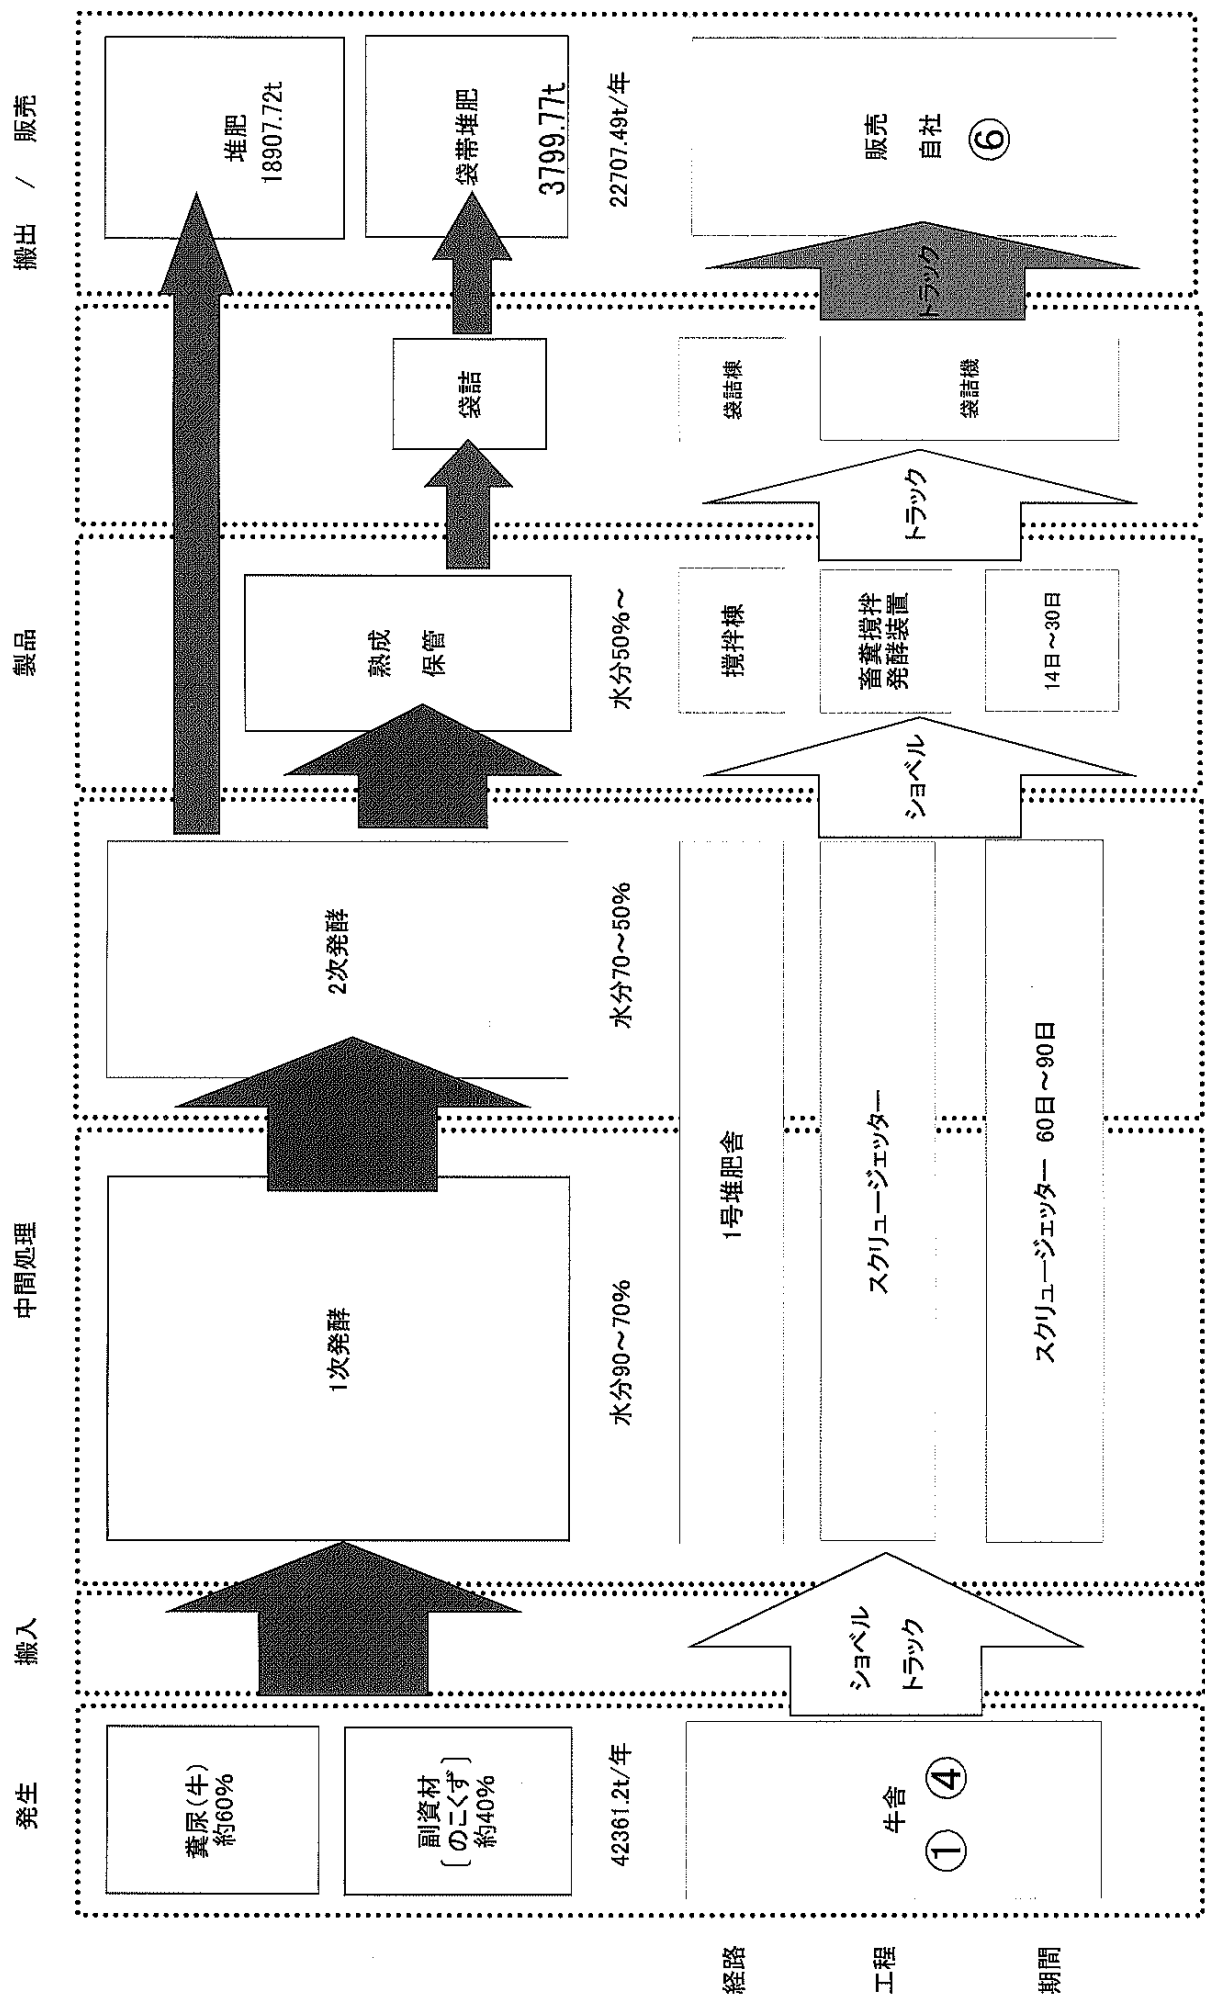 発生
搬入
中間処理
製品
搬出 / 販売
糞尿(牛)
約60%
副資材
〔のこくず〕
約40%
42361.2t/年
1次発酵
水分90～70%
2次発酵
水分70～50%
熟成
保管
水分50%～
袋詰
堆肥
18907.72t
袋帯堆肥
3799.77t
22707.49t/年
経路
工程
期間
牛舎
① ④
ショベル
トラック
1号堆肥舎
スクリュージェッター
スクリュージェッター 60日～90日
ショベル
攪拌棟
畜糞攪拌
発酵装置
14日～30日
トラック
袋詰棟
袋詰機
トラック
販売
自社
⑥